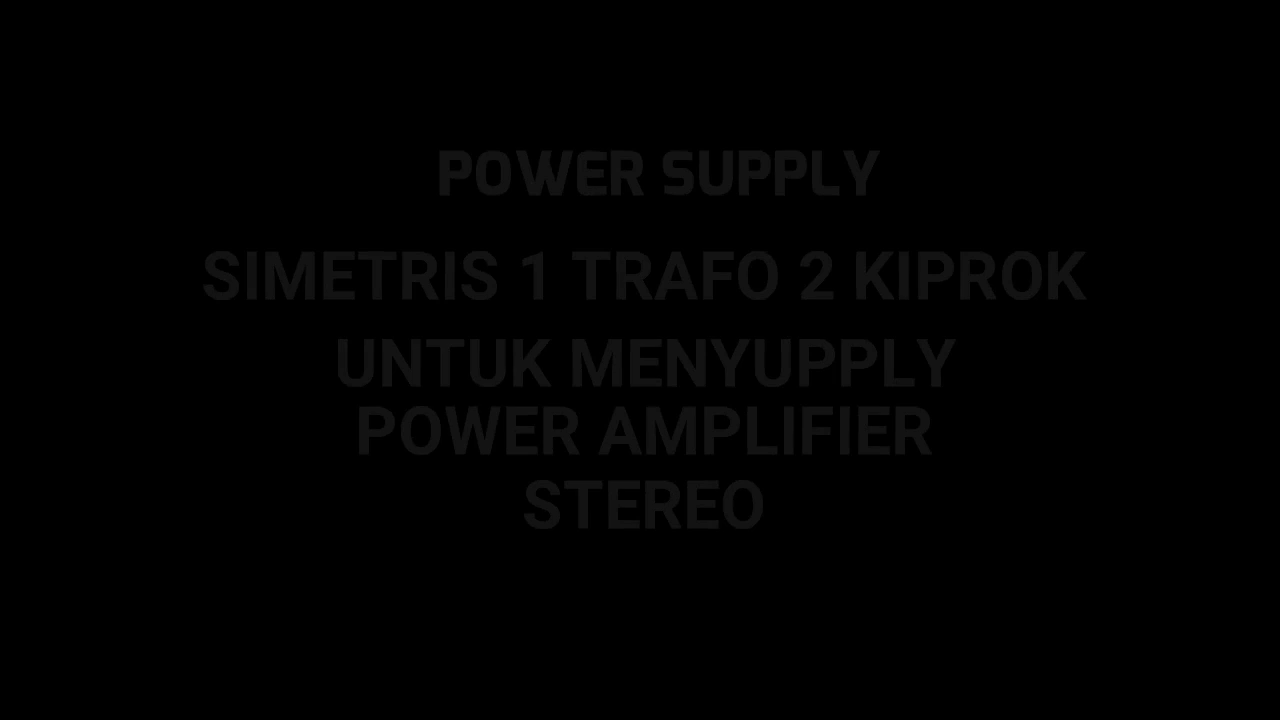 POWER SUPPLY
SIMETRIS 1 TRAFO 2 KIPROK
UNTUK MENYUPPLY
POWER AMPLIFIER
STEREO